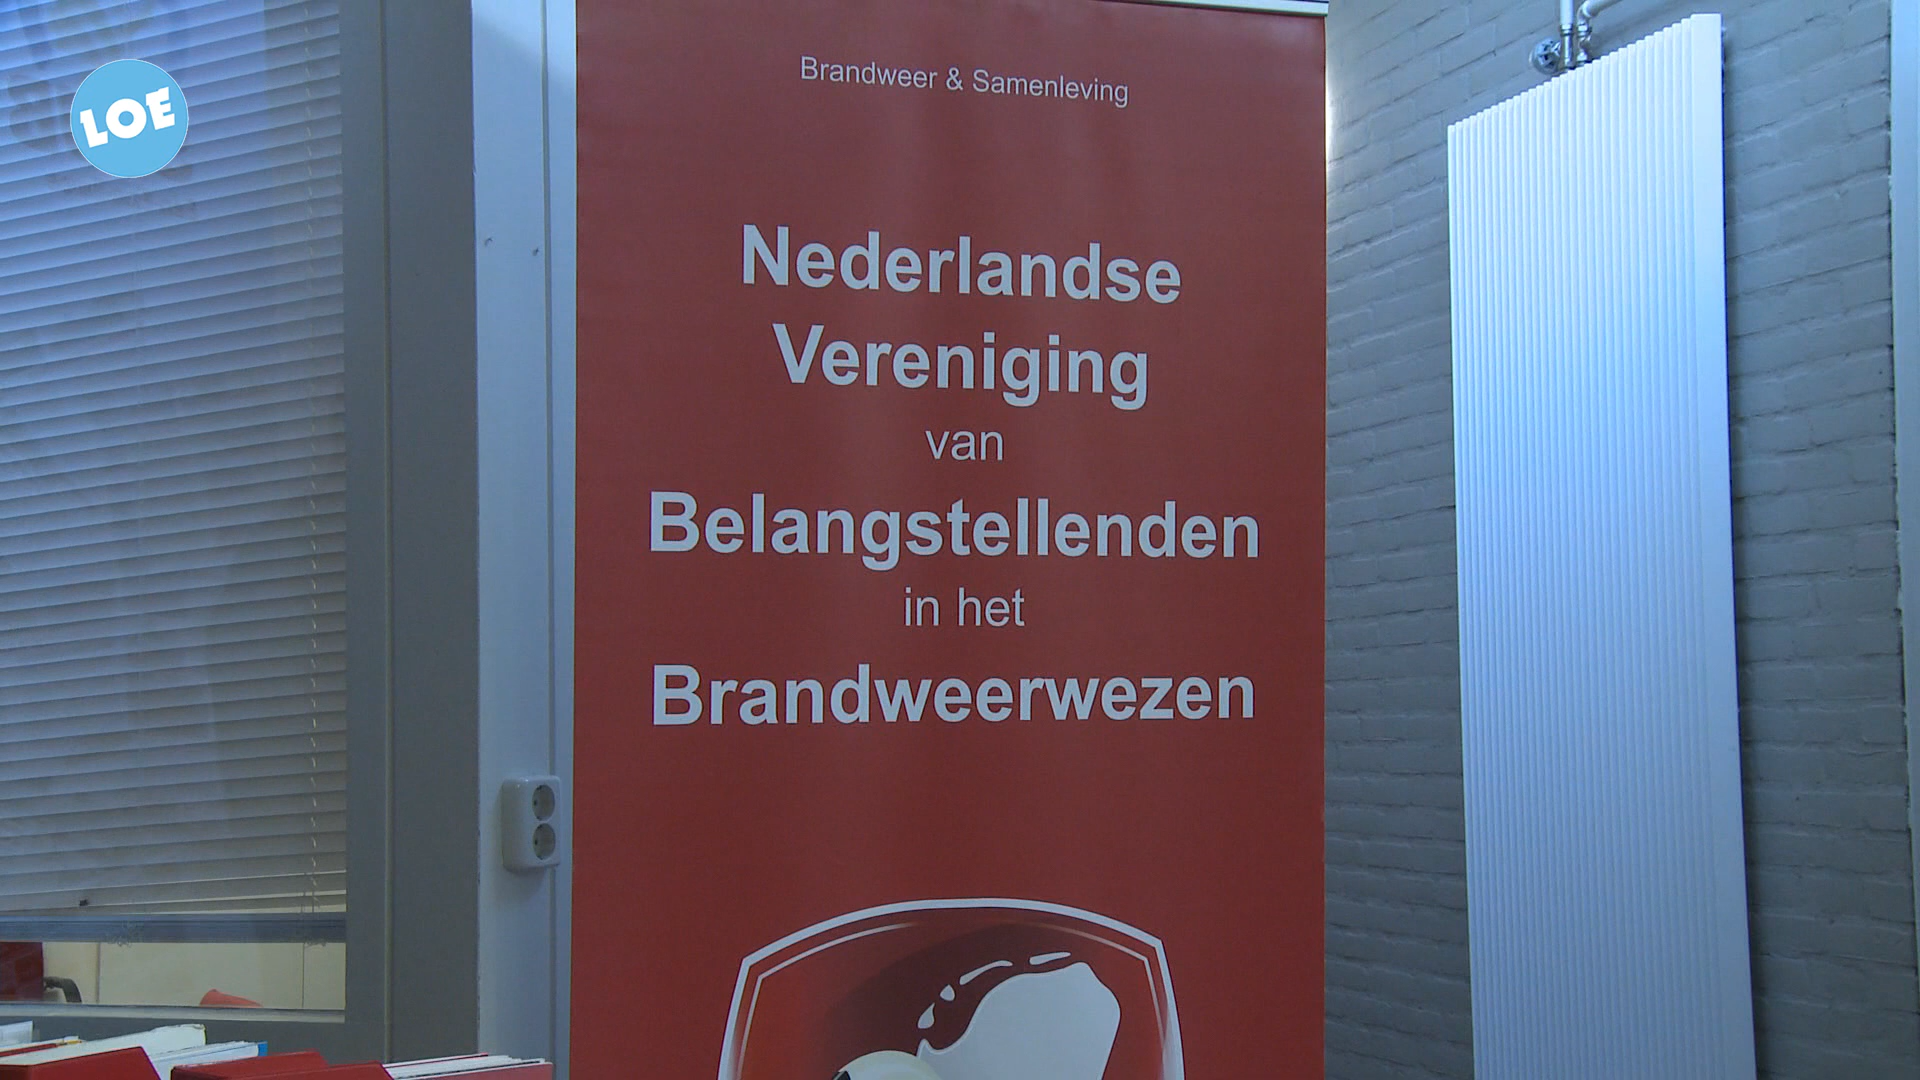 LOE
Brandweer & Samenleving
Nederlandse
Vereniging
van
Belangstellenden
in het
Brandweerwezen